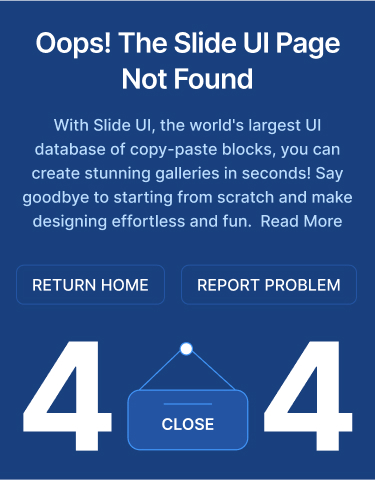 Oops! The Slide UI Page
Not Found
With Slide UI, the world's largest UI
database of copy-paste blocks, you can
create stunning galleries in seconds! Say
goodbye to starting from scratch and make
designing effortless and fun.  Read More
RETURN HOME
REPORT PROBLEM
4
CLOSE
4